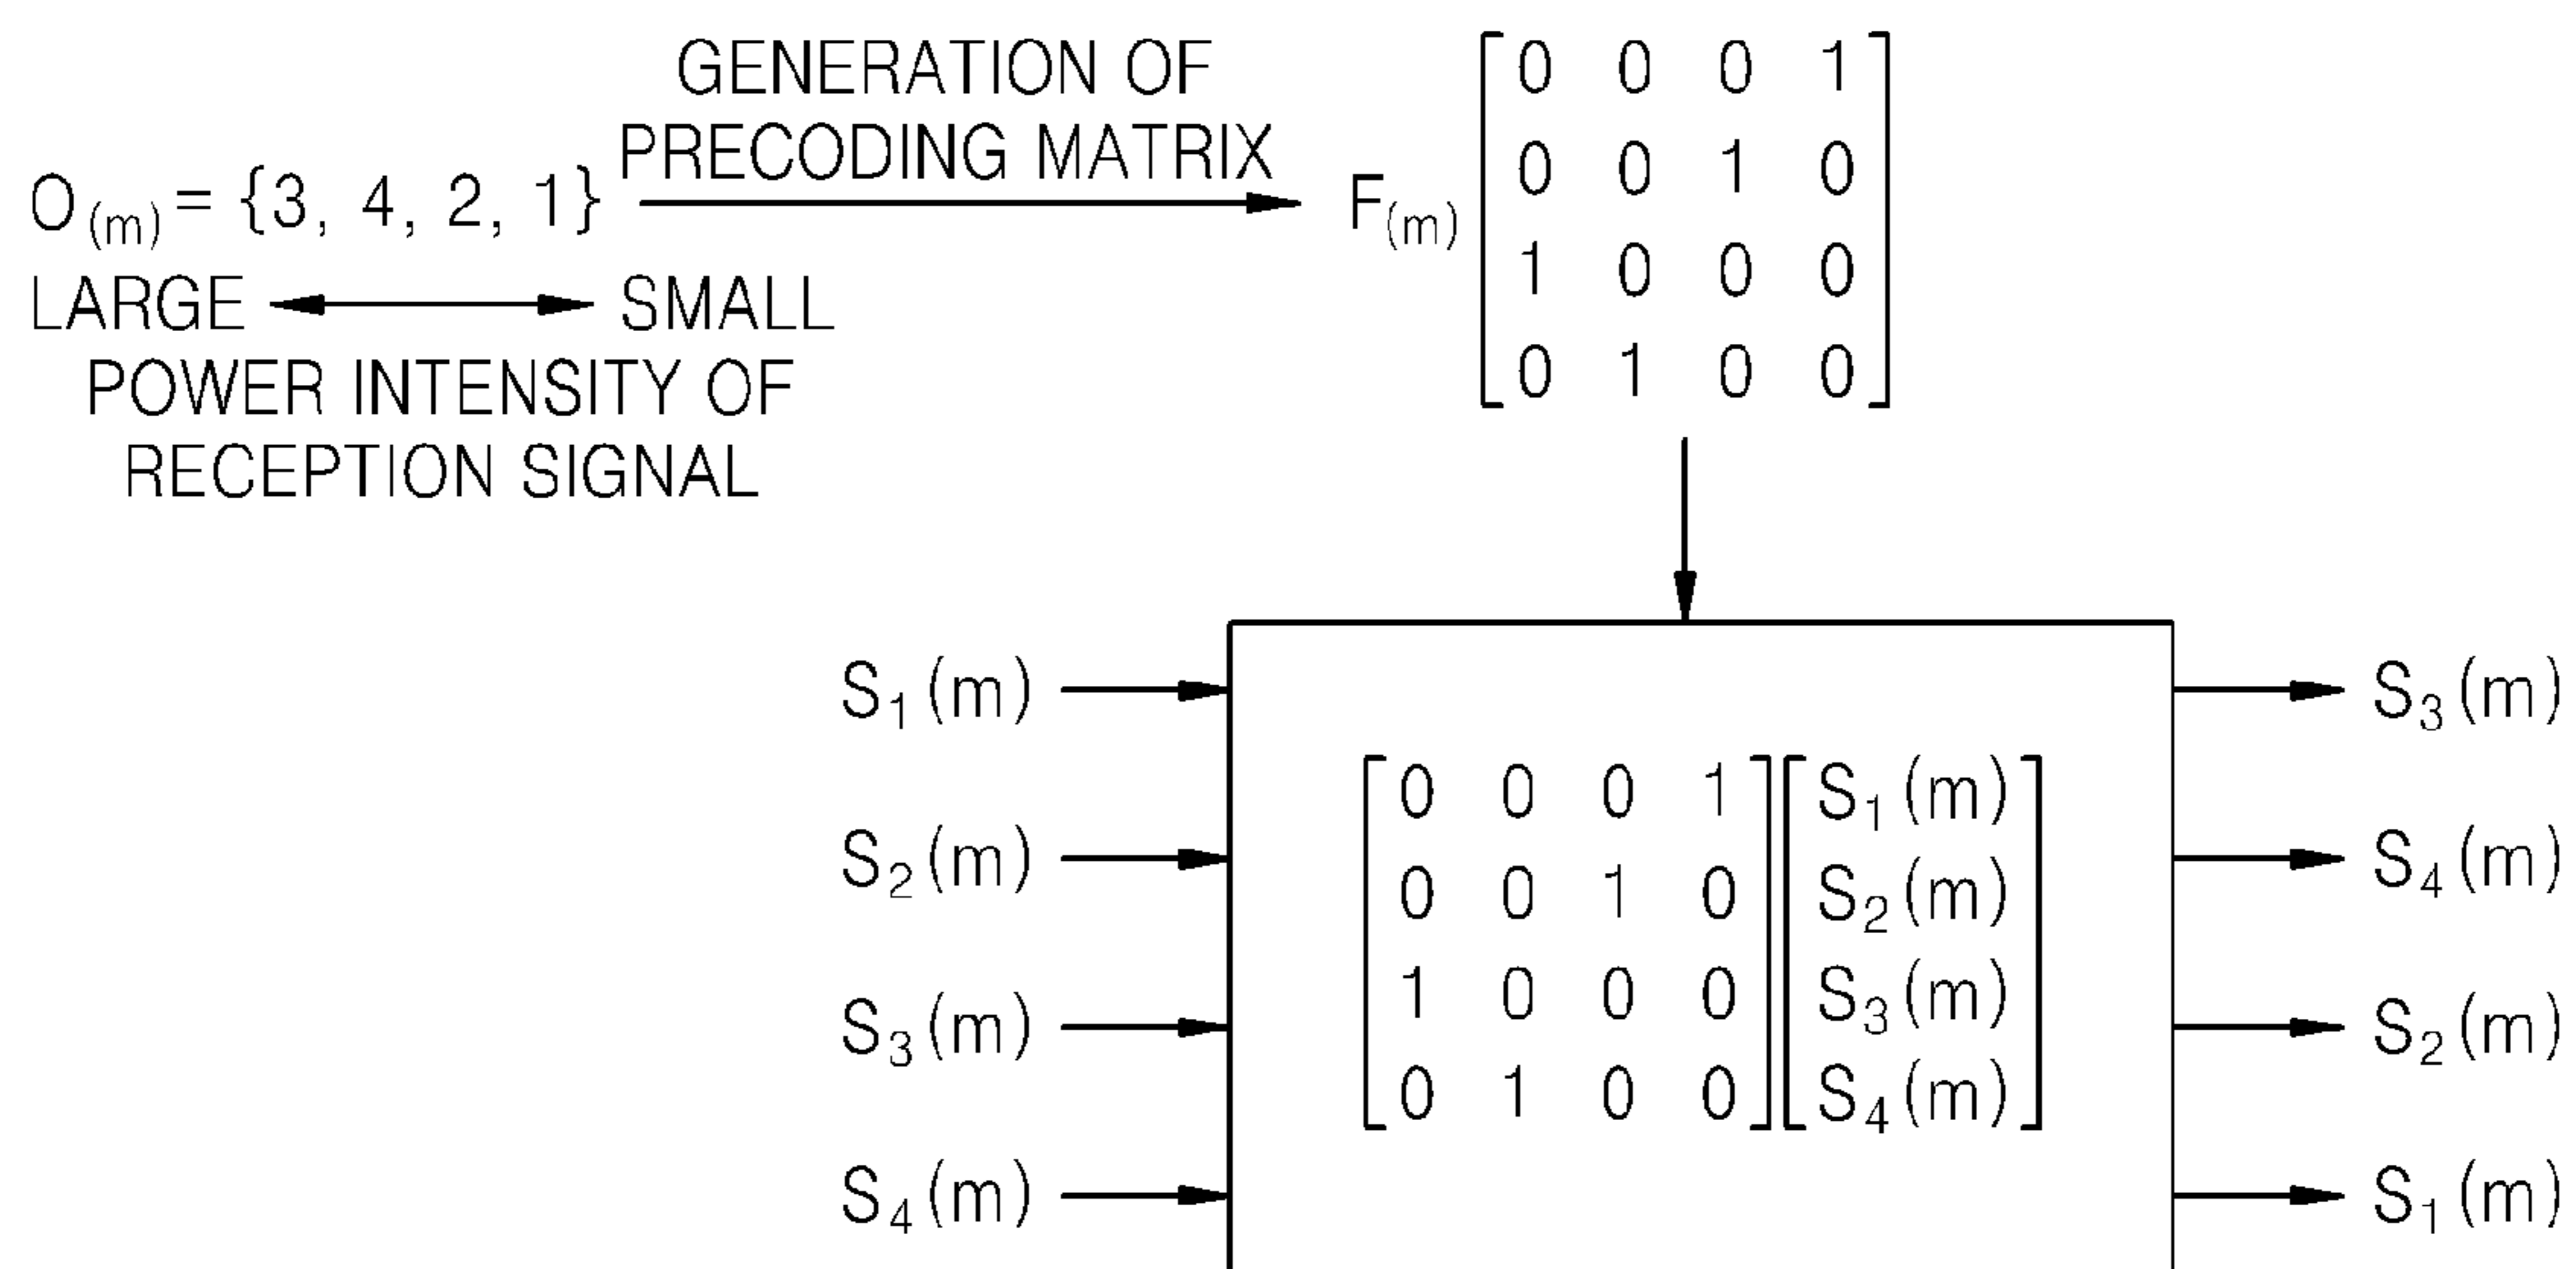 GENERATION OF
PRECODING MATRIX
O(m) = {3, 4, 2, 1}
LARGE SMALL
POWER INTENSITY OF
RECEPTION SIGNAL
F(m)
0 0 0 1
0 0 1 0
1 0 0 0
0 1 0 0
S1(m)
S2(m)
S3(m)
S4(m)
0 0 0 1 S1(m)
0 0 1 0 S2(m)
1 0 0 0 S3(m)
0 1 0 0 S4(m)
S3(m)
S4(m)
S2(m)
S1(m)